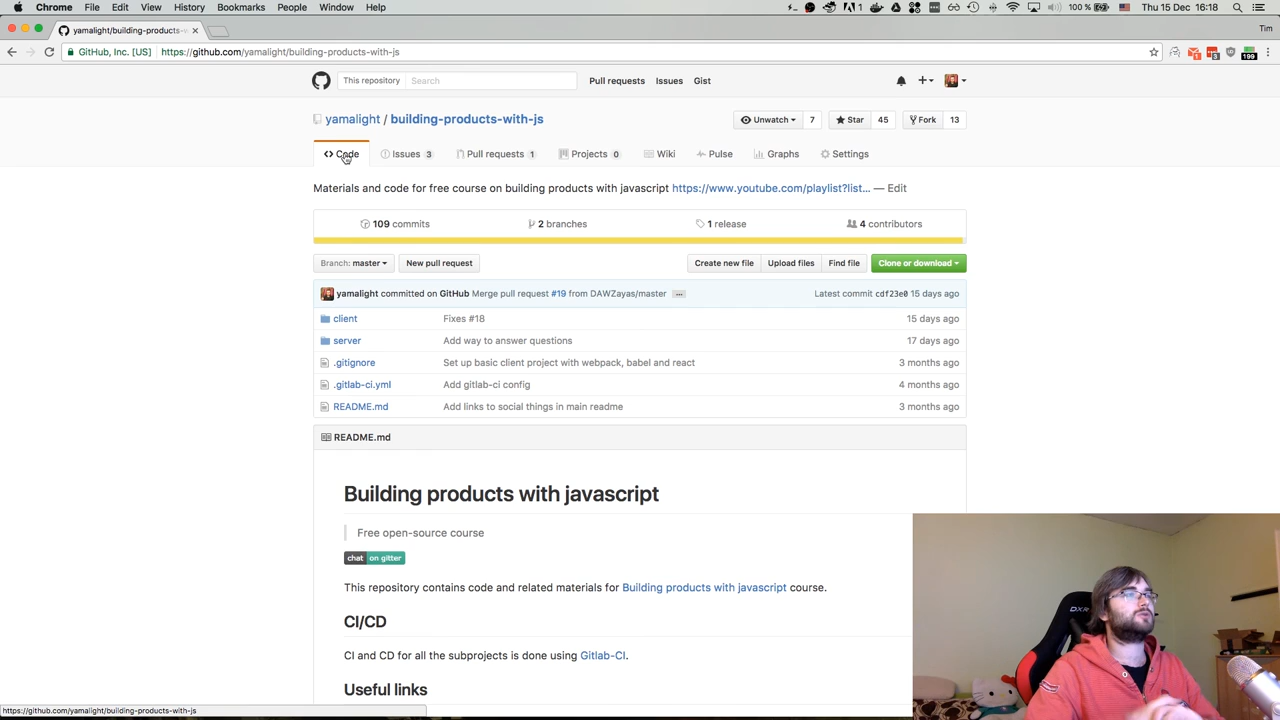 Chrome File Edit View History Bookmarks People Window Help 100 % Thu 15 Dec 16:18
yamalight/building-products-w Tim
GitHub, Inc. [US] https://github.com/yamalight/building-products-with-js 1 3 199
This repository Search Pull requests Issues Gist
yamalight / building-products-with-js Unwatch 7 Star 45 Fork 13
Code Issues 3 Pull requests 1 Projects 0 Wiki Pulse Graphs Settings
Materials and code for free course on building products with javascript https://www.youtube.com/playlist?list... — Edit
109 commits 2 branches 1 release 4 contributors
Branch: master New pull request Create new file Upload files Find file Clone or download
yamalight committed on GitHub Merge pull request #19 from DAWZayas/master ... Latest commit cdf23e0 15 days ago
client Fixes #18 15 days ago
server Add way to answer questions 17 days ago
.gitignore Set up basic client project with webpack, babel and react 3 months ago
.gitlab-ci.yml Add gitlab-ci config 4 months ago
README.md Add links to social things in main readme 3 months ago
README.md
Building products with javascript
Free open-source course
chat on gitter
This repository contains code and related materials for Building products with javascript course.
CI/CD
CI and CD for all the subprojects is done using Gitlab-CI.
Useful links
https://github.com/yamalight/building-products-with-js
DXR